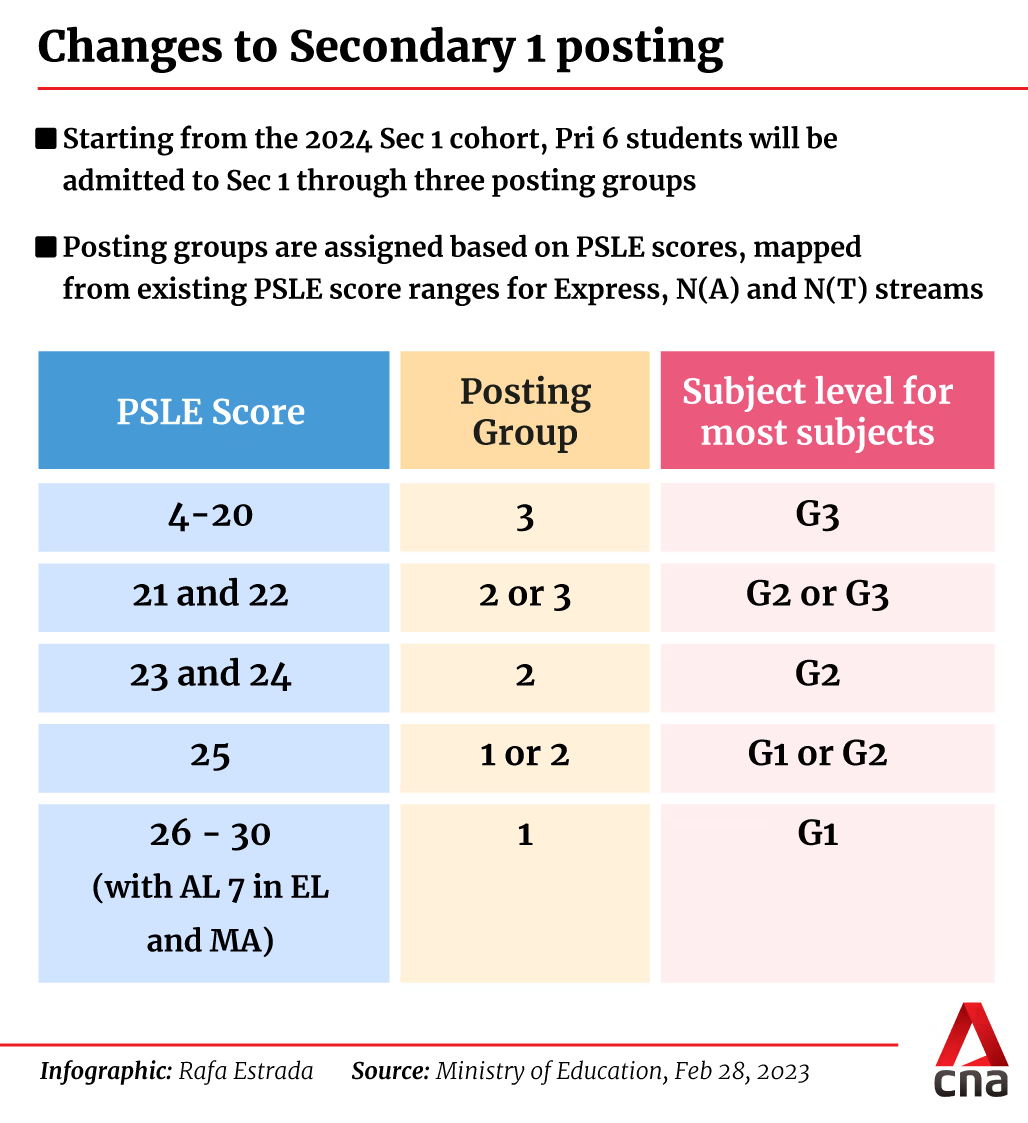 Changes to Secondary 1 posting
Starting from the 2024 Sec 1 cohort, Pri 6 students will be
admitted to Sec 1 through three posting groups
Posting groups are assigned based on PSLE scores, mapped
from existing PSLE score ranges for Express, N(A) and N(T) streams
PSLE Score
Posting
Group
Subject level for
most subjects
4-20
3
G3
21 and 22
2 or 3
G2 or G3
23 and 24
2
G2
25
1 or 2
G1 or G2
26 - 30
(with AL 7 in EL
and MA)
1
G1
Infographic: Rafa Estrada
Source: Ministry of Education, Feb 28, 2023
cna